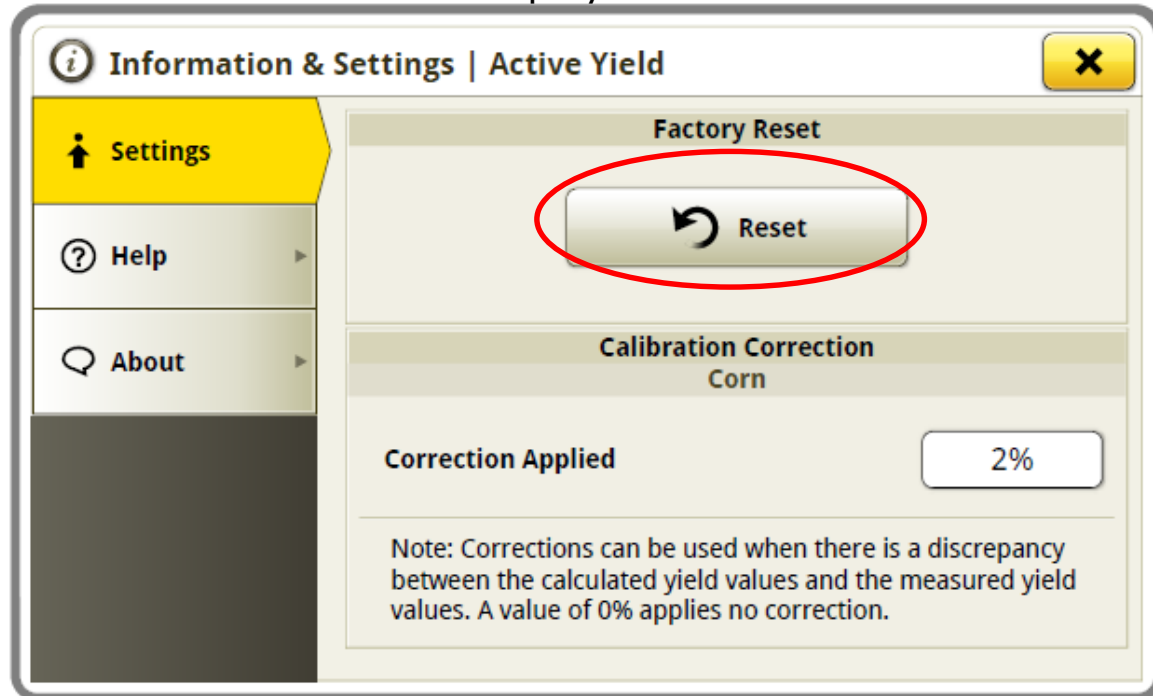 Information & Settings | Active Yield
Settings
Help
About
Factory Reset
Reset
Calibration Correction
Corn
Correction Applied
2%
Note: Corrections can be used when there is a discrepancy
between the calculated yield values and the measured yield
values. A value of 0% applies no correction.